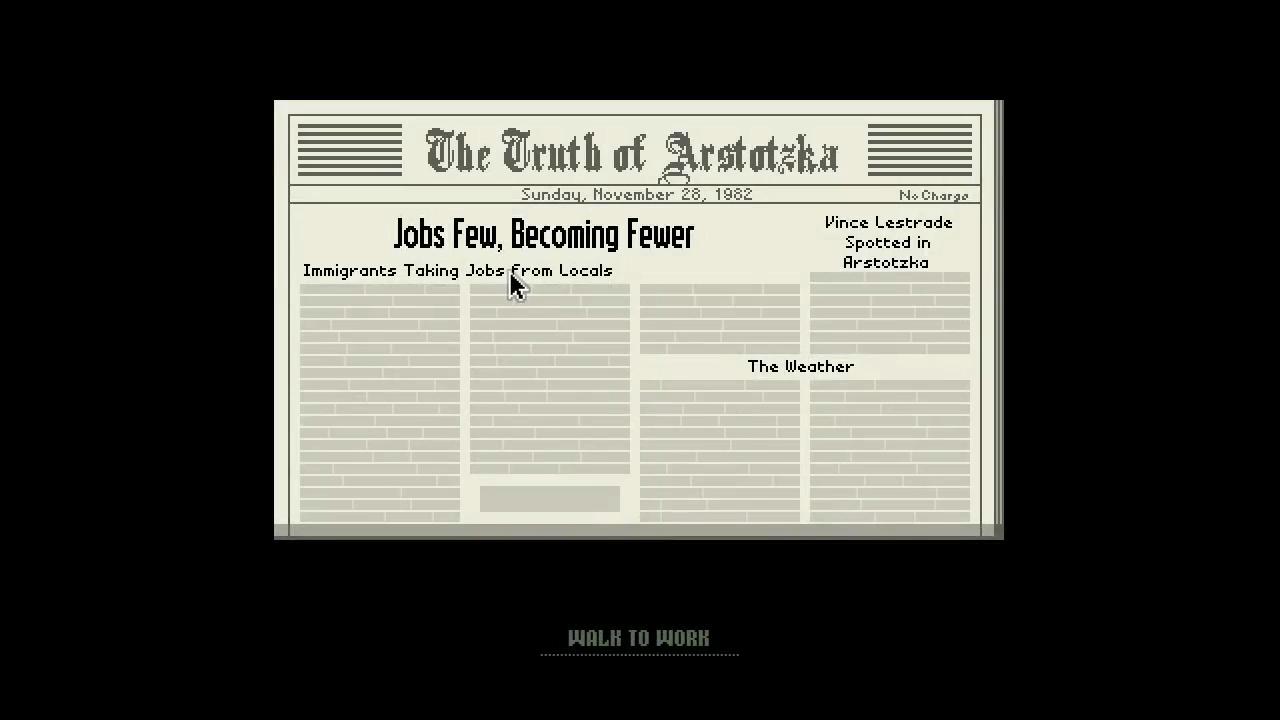 The Truth of Arstotzka
Sunday, November 28, 1982
No Charge
Jobs Few, Becoming Fewer
Immigrants Taking Jobs From Locals
Vince Lestrade
Spotted in
Arstotzka
The Weather
WALK TO WORK